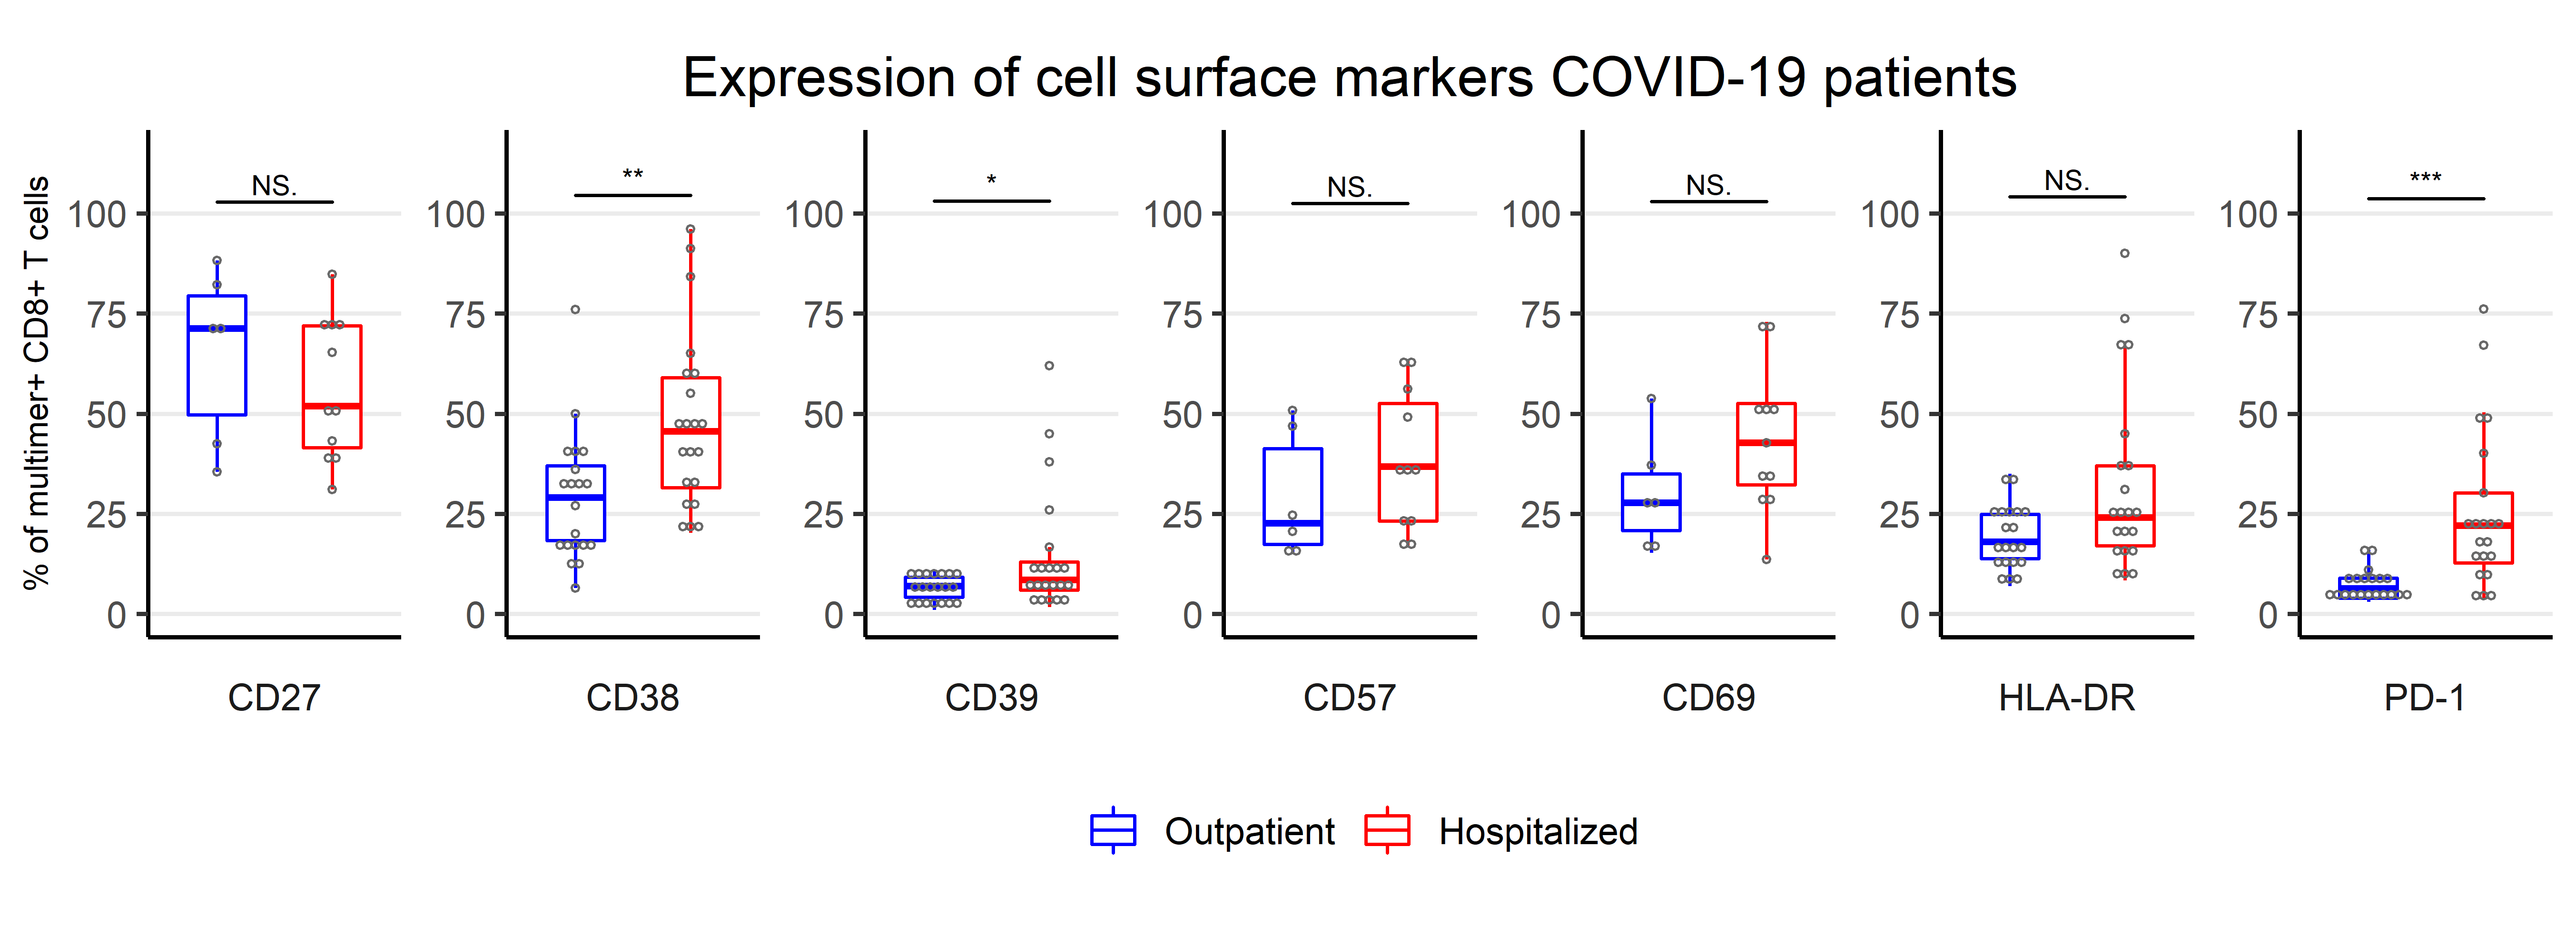 Expression of cell surface markers COVID-19 patients
% of multimer+ CD8+ T cells
NS.
100
75
50
25
0
CD27
**
100
75
50
25
0
CD38
*
100
75
50
25
0
CD39
NS.
100
75
50
25
0
CD57
NS.
100
75
50
25
0
CD69
NS.
100
75
50
25
0
HLA-DR
***
100
75
50
25
0
PD-1
Outpatient Hospitalized